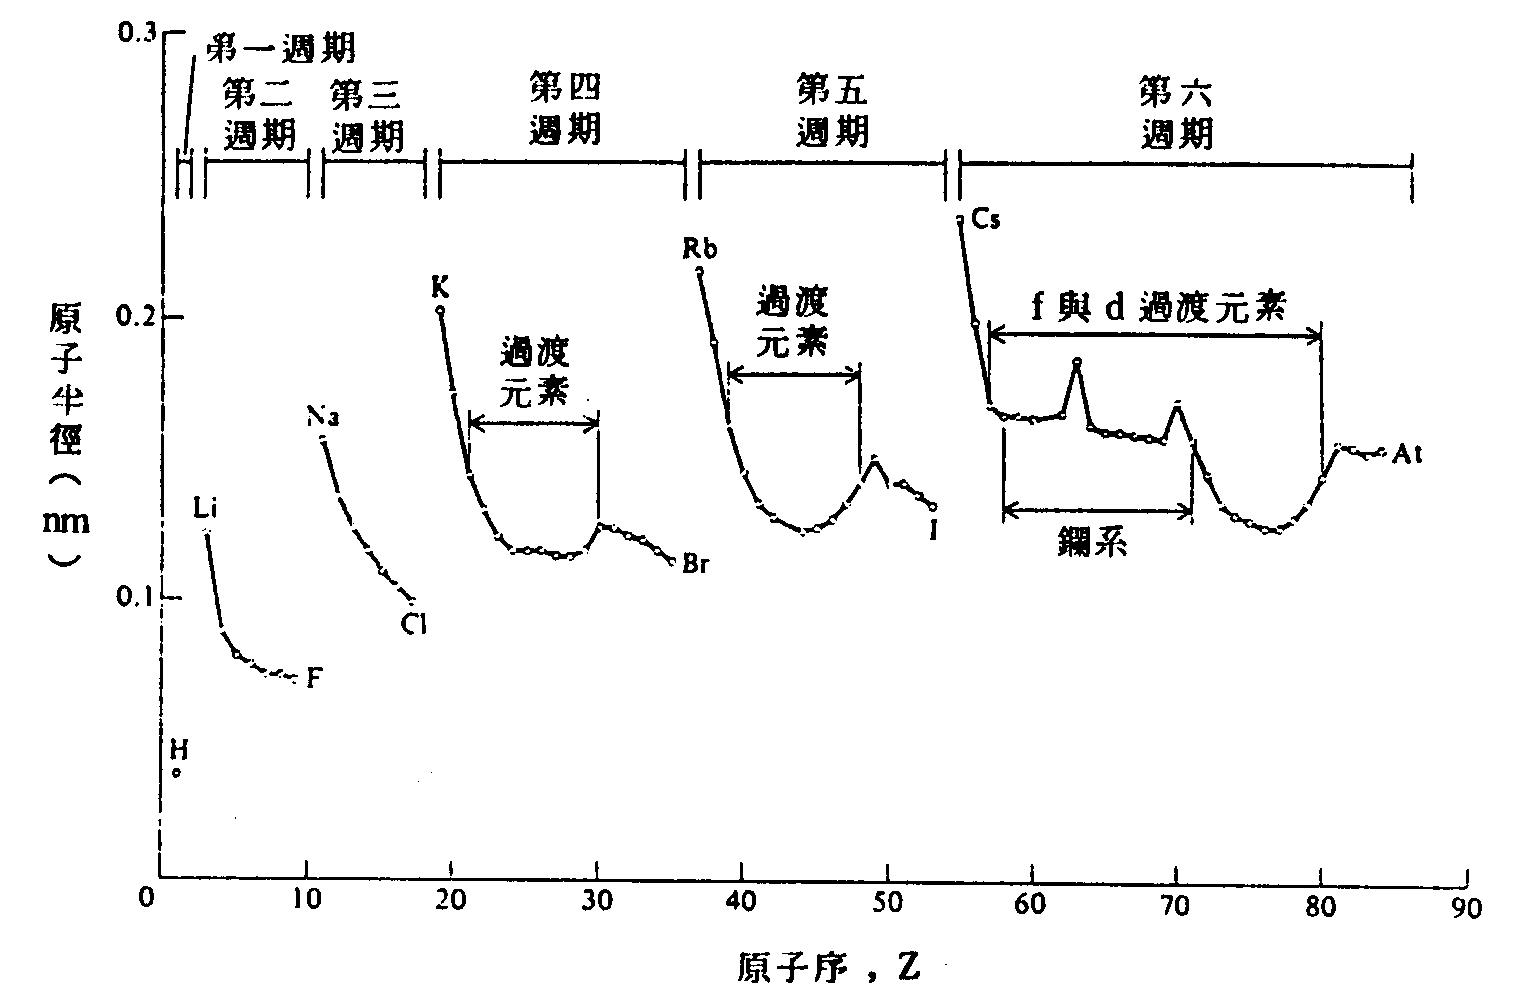 0.3
第一週期
第二
週期
第三
週期
第四
週期
第五
週期
第六
週期
Cs
Rb
K
0.2
過渡
元素
過渡
元素
f 與 d 過渡元素
原子半徑(nm)
Na
Li
At
I
鑭系
Br
0.1
Cl
F
H
0
10
20
30
40
50
60
70
80
90
原子序,Z